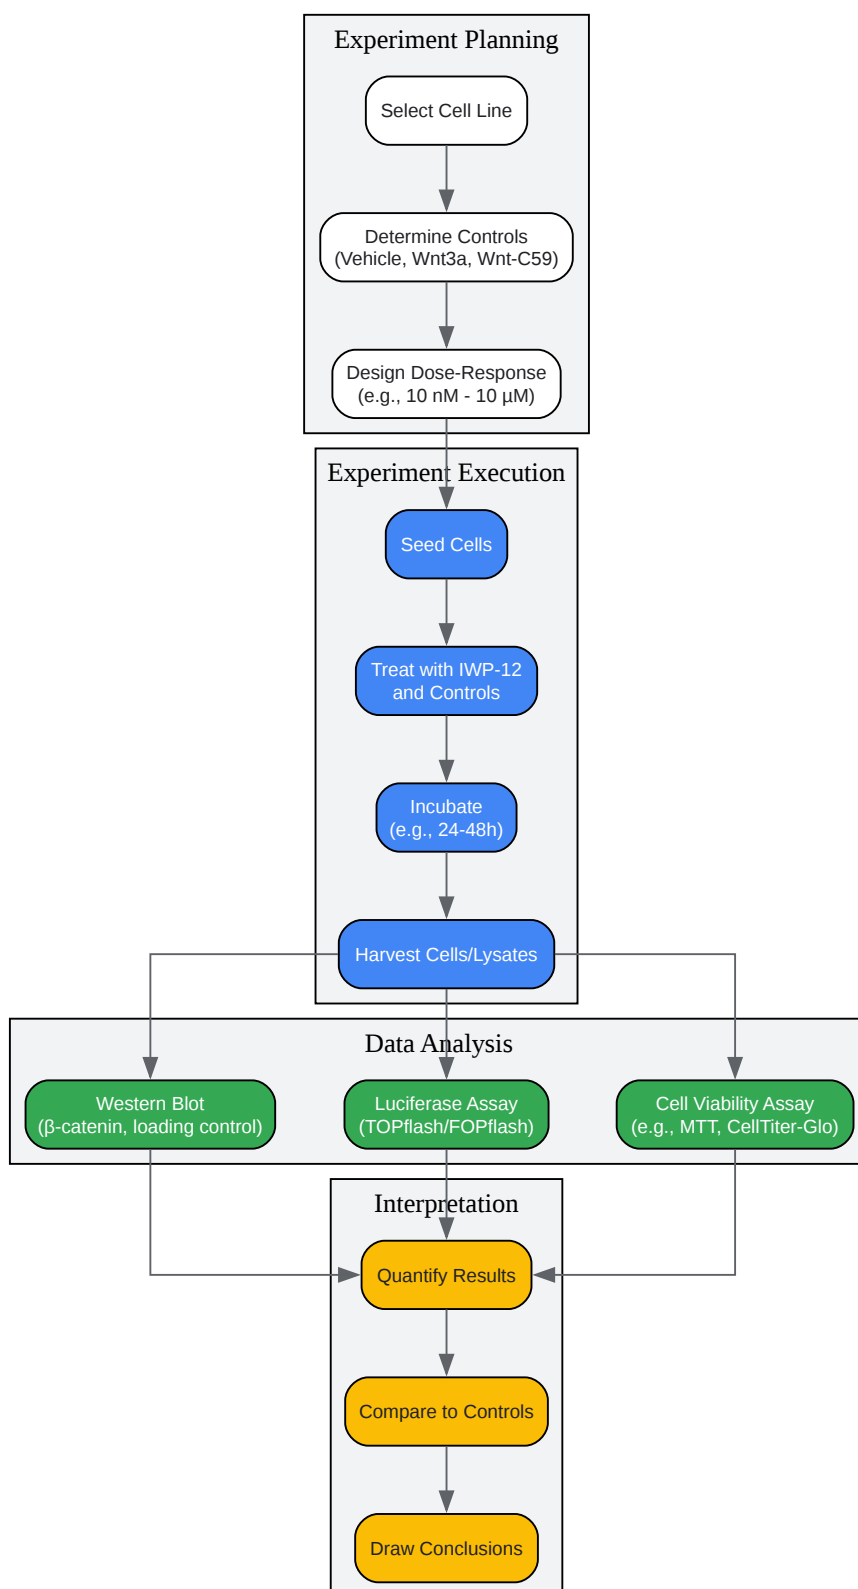 Experiment Planning
Select Cell Line
Determine Controls
(Vehicle, Wnt3a, Wnt-C59)
Design Dose-Response
(e.g., 10 nM - 10 µM)
Experiment Execution
Seed Cells
Treat with IWP-12
and Controls
Incubate
(e.g., 24-48h)
Harvest Cells/Lysates
Data Analysis
Western Blot
(β-catenin, loading control)
Luciferase Assay
(TOPflash/FOPflash)
Cell Viability Assay
(e.g., MTT, CellTiter-Glo)
Interpretation
Quantify Results
Compare to Controls
Draw Conclusions